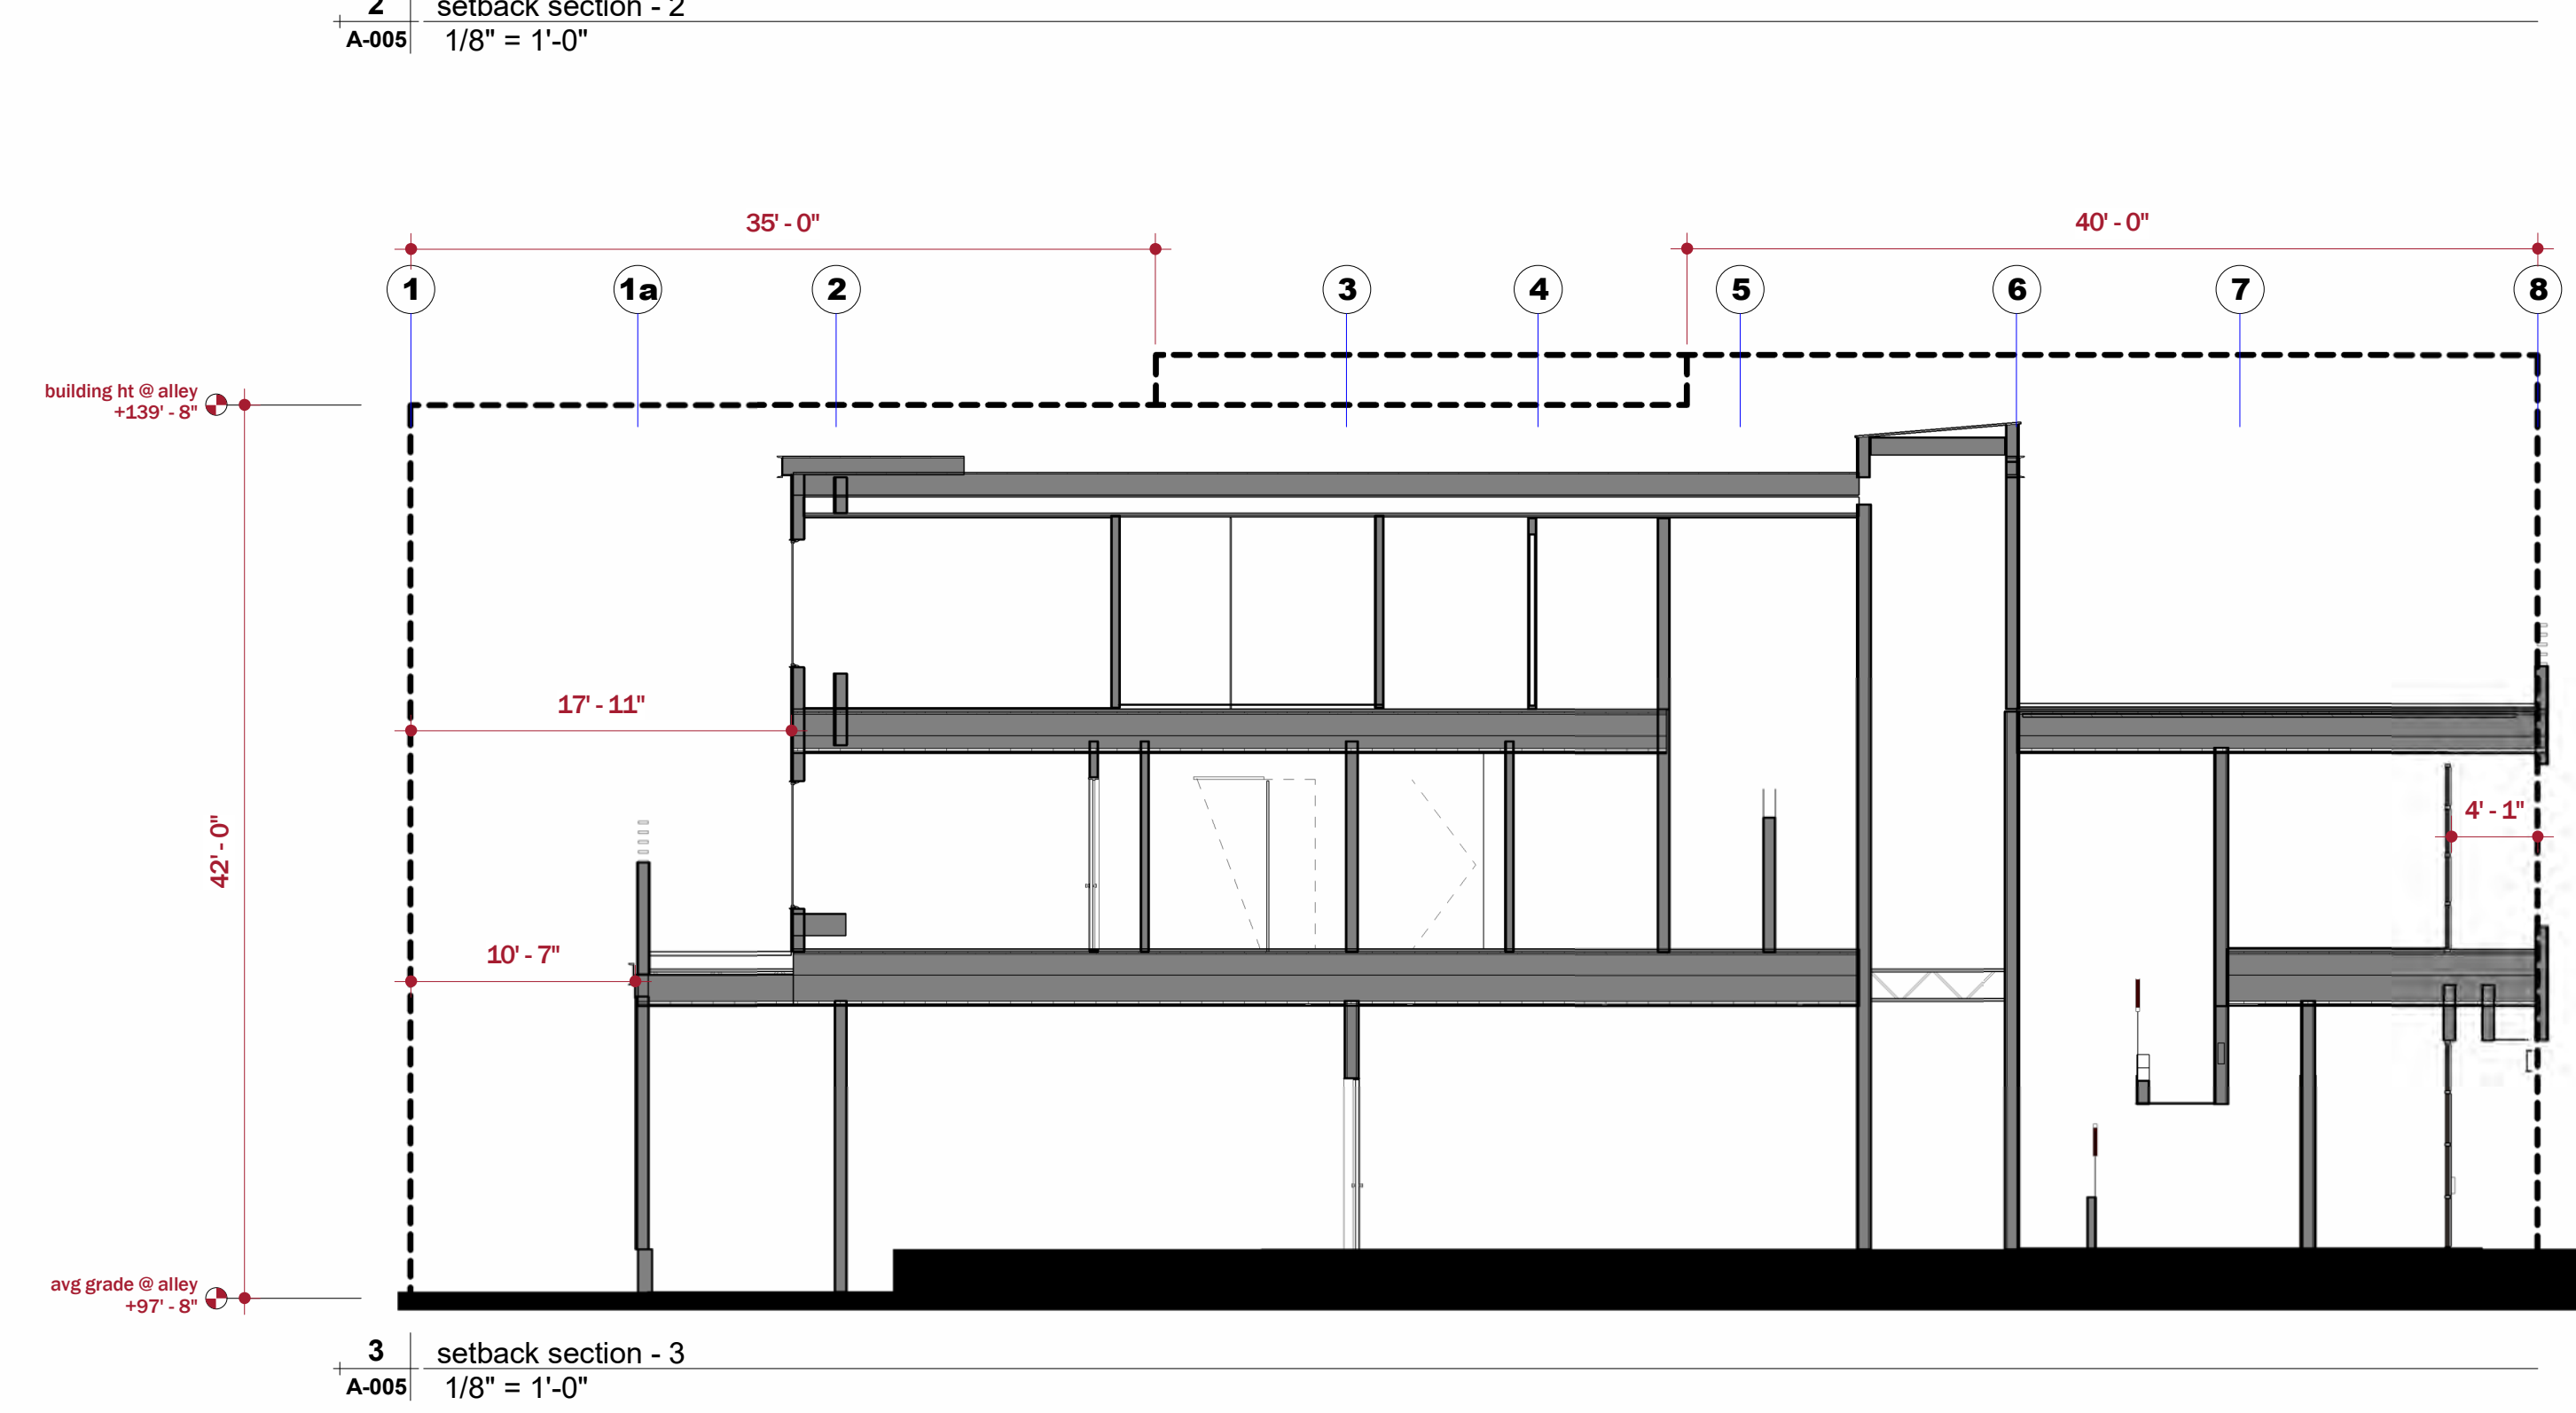 2 setback section - 2
A-005 1/8" = 1'-0"
35' - 0" 40' - 0"
1 1a 2 3 4 5 6 7 8
building ht @ alley
+139' - 8"
17' - 11"
4' - 1"
42' - 0"
10' - 7"
avg grade @ alley
+97' - 8"
3 setback section - 3
A-005 1/8" = 1'-0"